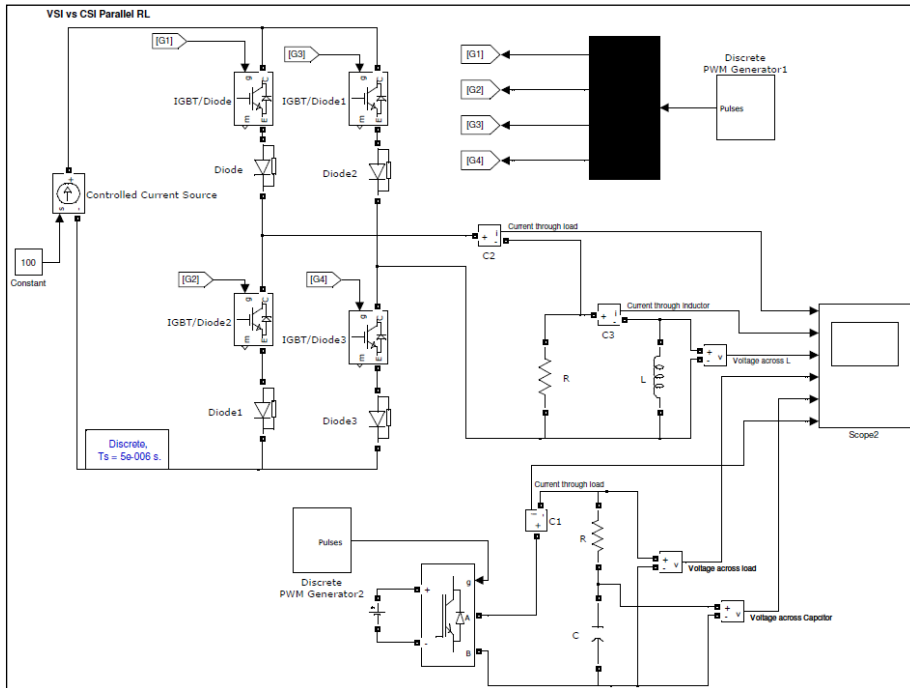 VSI vs CSI Parallel RL
[G1]
[G3]
g
C
m
E
IGBT/Diode
g
C
m
E
IGBT/Diode1
Diode
Diode2
[G1]
[G2]
[G3]
[G4]
Discrete
PWM Generator1
Pulses
+
s
-
Controlled Current Source
100
Constant
[G2]
[G4]
g
C
m
E
IGBT/Diode2
g
C
m
E
IGBT/Diode3
Diode1
Diode3
Discrete,
Ts = 5e-006 s.
+
i
-
C2
Current through load
+
i
-
C3
Current through inductor
R
L
+
-
v
Voltage across L
Scope2
Current through load
-
+
C1
R
C
+
-
v
Voltage across load
+
-
v
Voltage across Capcitor
Pulses
Discrete
PWM Generator2
+
-
g
A
B